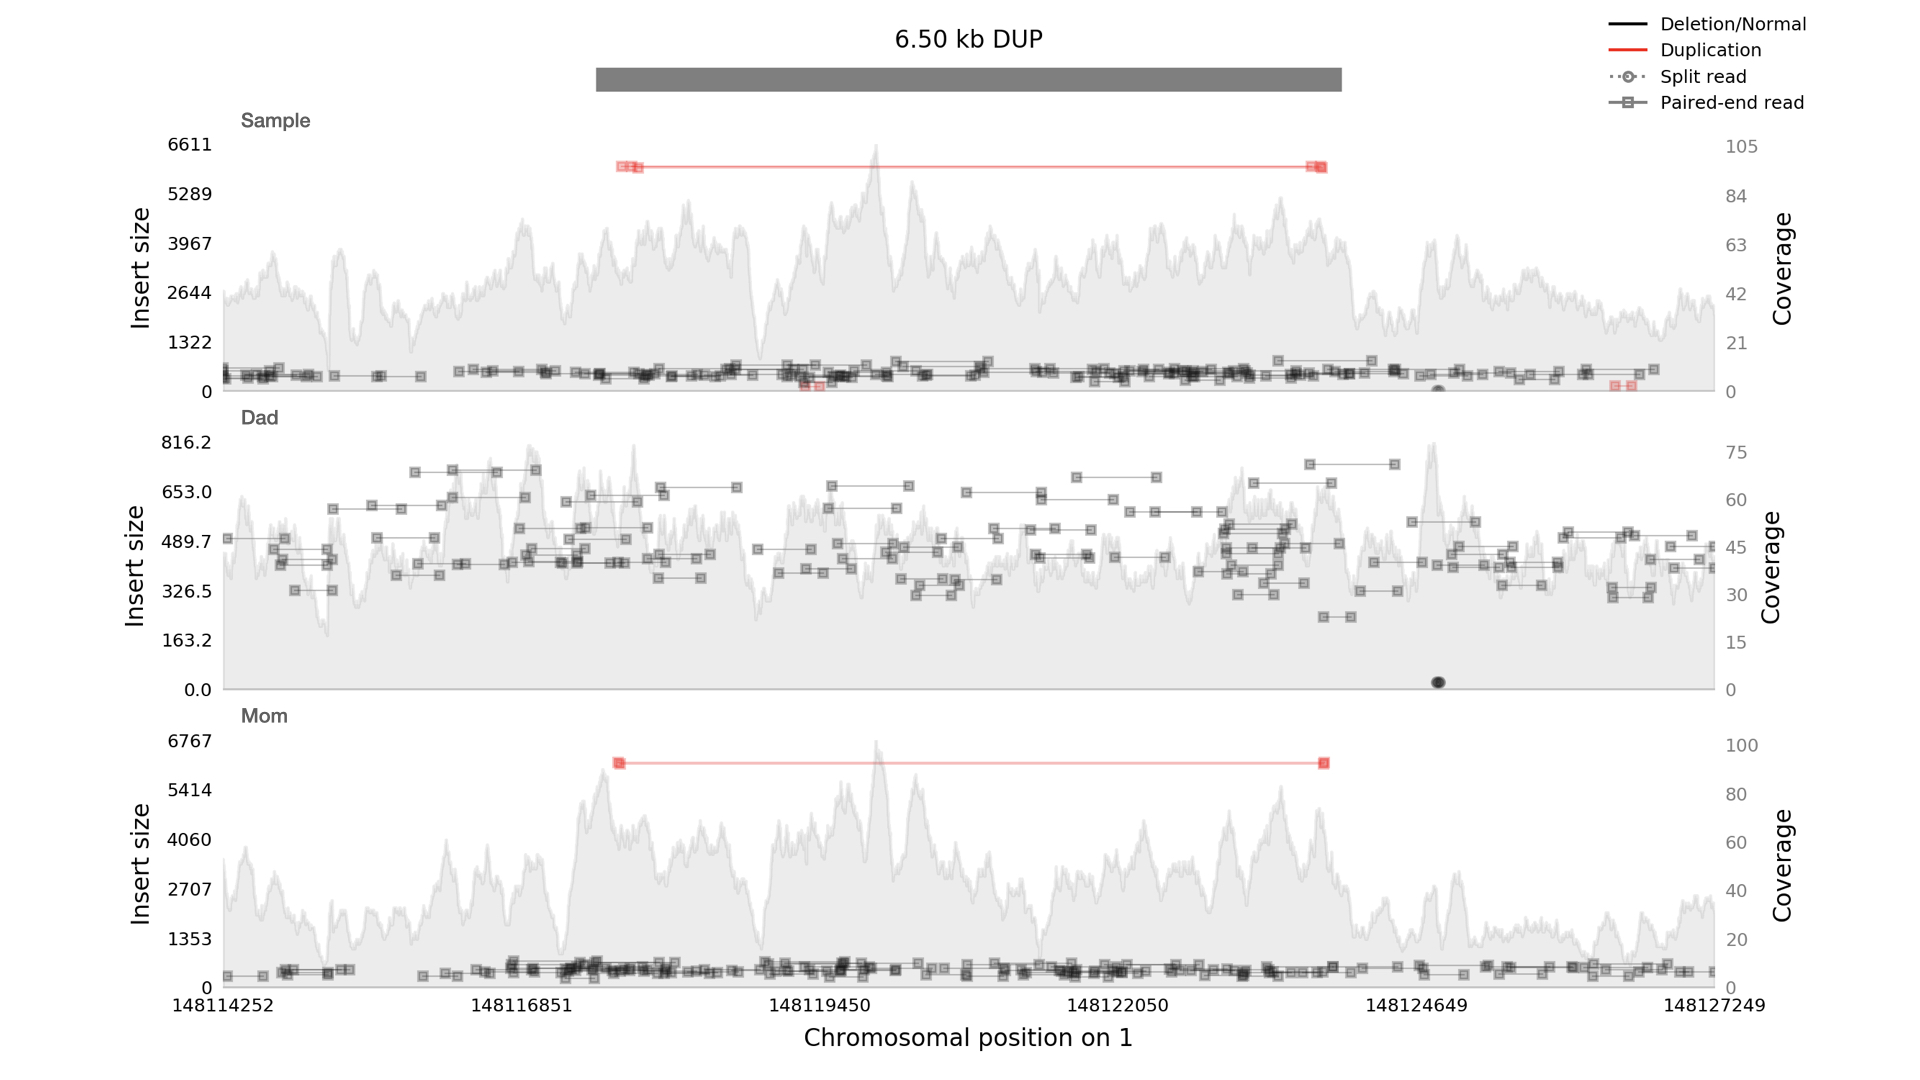 6.50 kb DUP
Deletion/Normal
Duplication
Split read
Paired-end read
Sample
6611
5289
3967
2644
1322
0
Insert size
105
84
63
42
21
0
Coverage
Dad
816.2
653.0
489.7
326.5
163.2
0.0
Insert size
75
60
45
30
15
0
Coverage
Mom
6767
5414
4060
2707
1353
0
Insert size
100
80
60
40
20
0
Coverage
148114252 148116851 148119450 148122050 148124649 148127249
Chromosomal position on 1